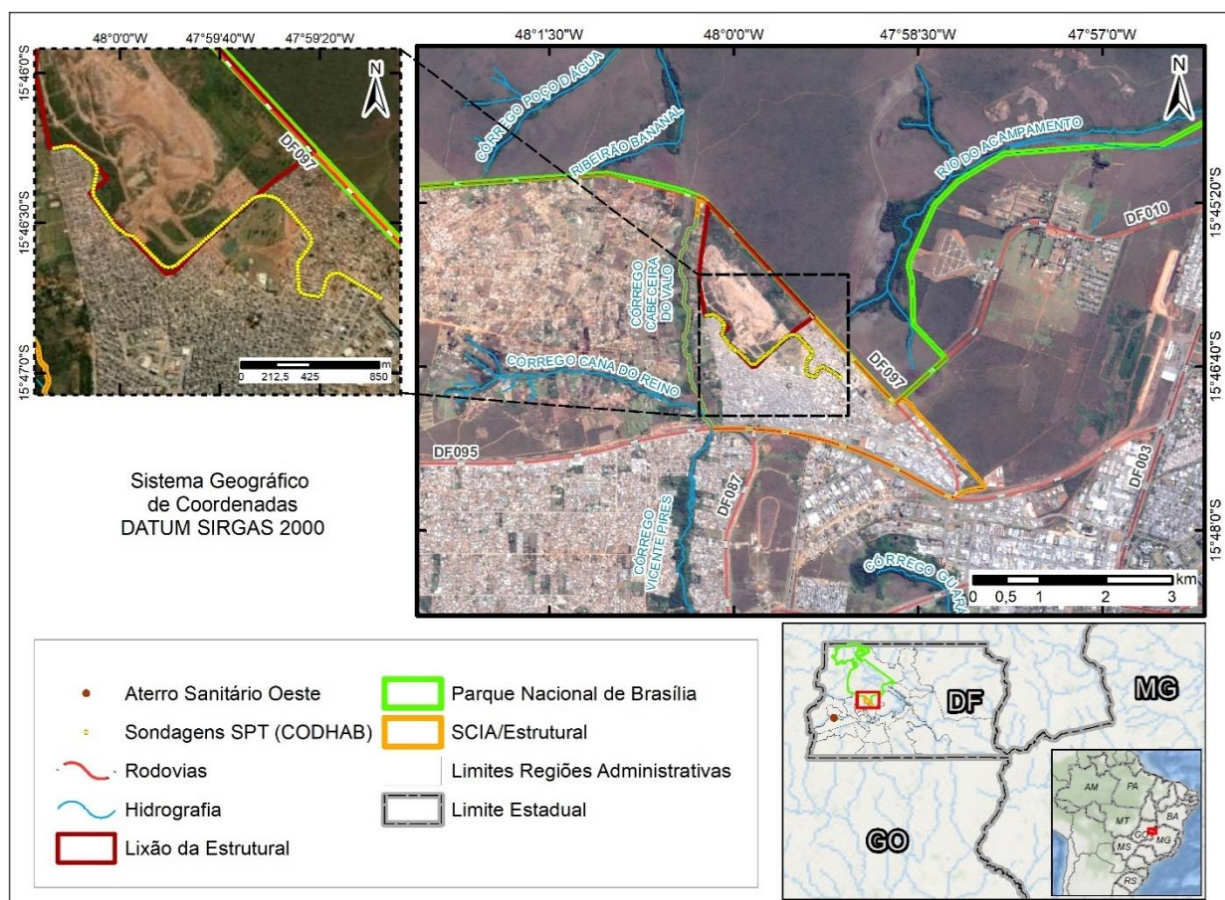 48°0'0"W
47°59'40"W
47°59'20"W
15°46'0"S
15°46'30"S
15°47'0"S
N
DF097
0
212,5
425
850
m
48°1'30"W
48°0'0"W
47°58'30"W
47°57'0"W
15°45'20"S
15°46'40"S
15°48'0"S
N
CÓRREGO POÇO D'ÁGUA
RIBEIRÃO BANANAL
RIO DO ACAMPAMENTO
DF010
CÓRREGO
CABECEIRA
DO VALO
CÓRREGO CANA DO REINO
DF097
DF095
DF087
DF003
CÓRREGO
VICENTE PIRES
CÓRREGO GUARÁ
km
0
0,5
1
2
3
Sistema Geográfico
de Coordenadas
DATUM SIRGAS 2000
Aterro Sanitário Oeste
Sondagens SPT (CODHAB)
Rodovias
Hidrografia
Lixão da Estrutural
Parque Nacional de Brasília
SCIA/Estrutural
Limites Regiões Administrativas
Limite Estadual
DF
MG
GO
AM
PA
MT
BA
GO
MG
MS
RS